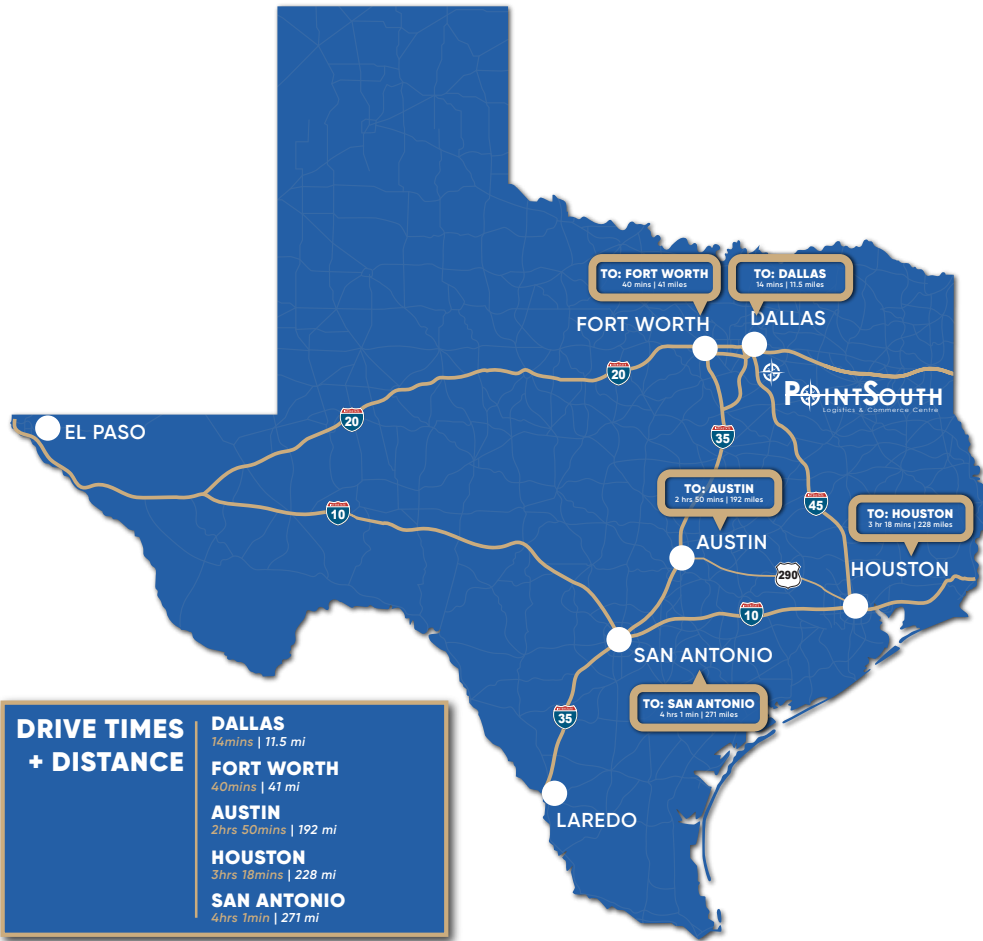 TO: FORT WORTH
40 mins | 41 miles
TO: DALLAS
14 mins | 11.5 miles
FORT WORTH
DALLAS
20
POINTSOUTH
Logistics & Commerce Centre
20
EL PASO
35
TO: AUSTIN
2 hrs 50 mins | 192 miles
45
TO: HOUSTON
3 hr 18 mins | 228 miles
10
AUSTIN
HOUSTON
290
10
SAN ANTONIO
TO: SAN ANTONIO
4 hrs 1 min | 271 miles
35
LAREDO
DRIVE TIMES
+ DISTANCE
DALLAS
14mins | 11.5 mi
FORT WORTH
40mins | 41 mi
AUSTIN
2hrs 50mins | 192 mi
HOUSTON
3hrs 18mins | 228 mi
SAN ANTONIO
4hrs 1min | 271 mi